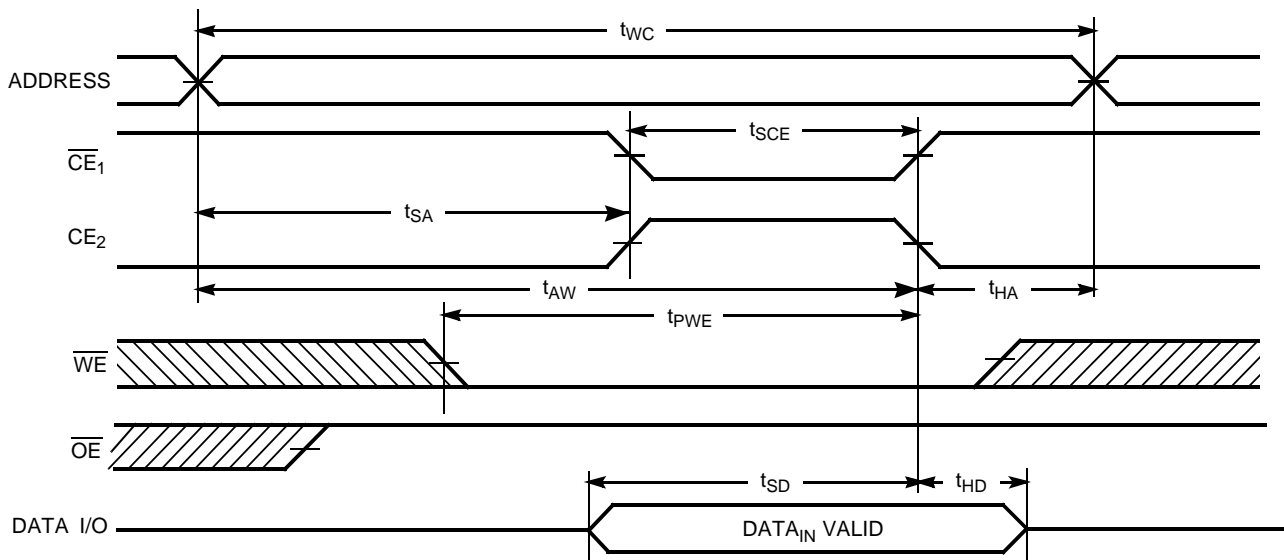 tWC
ADDRESS
tSCE
CE1
tSA
CE2
tAW
tHA
tPWE
WE
OE
tSD
tHD
DATA I/O
DATAIN VALID